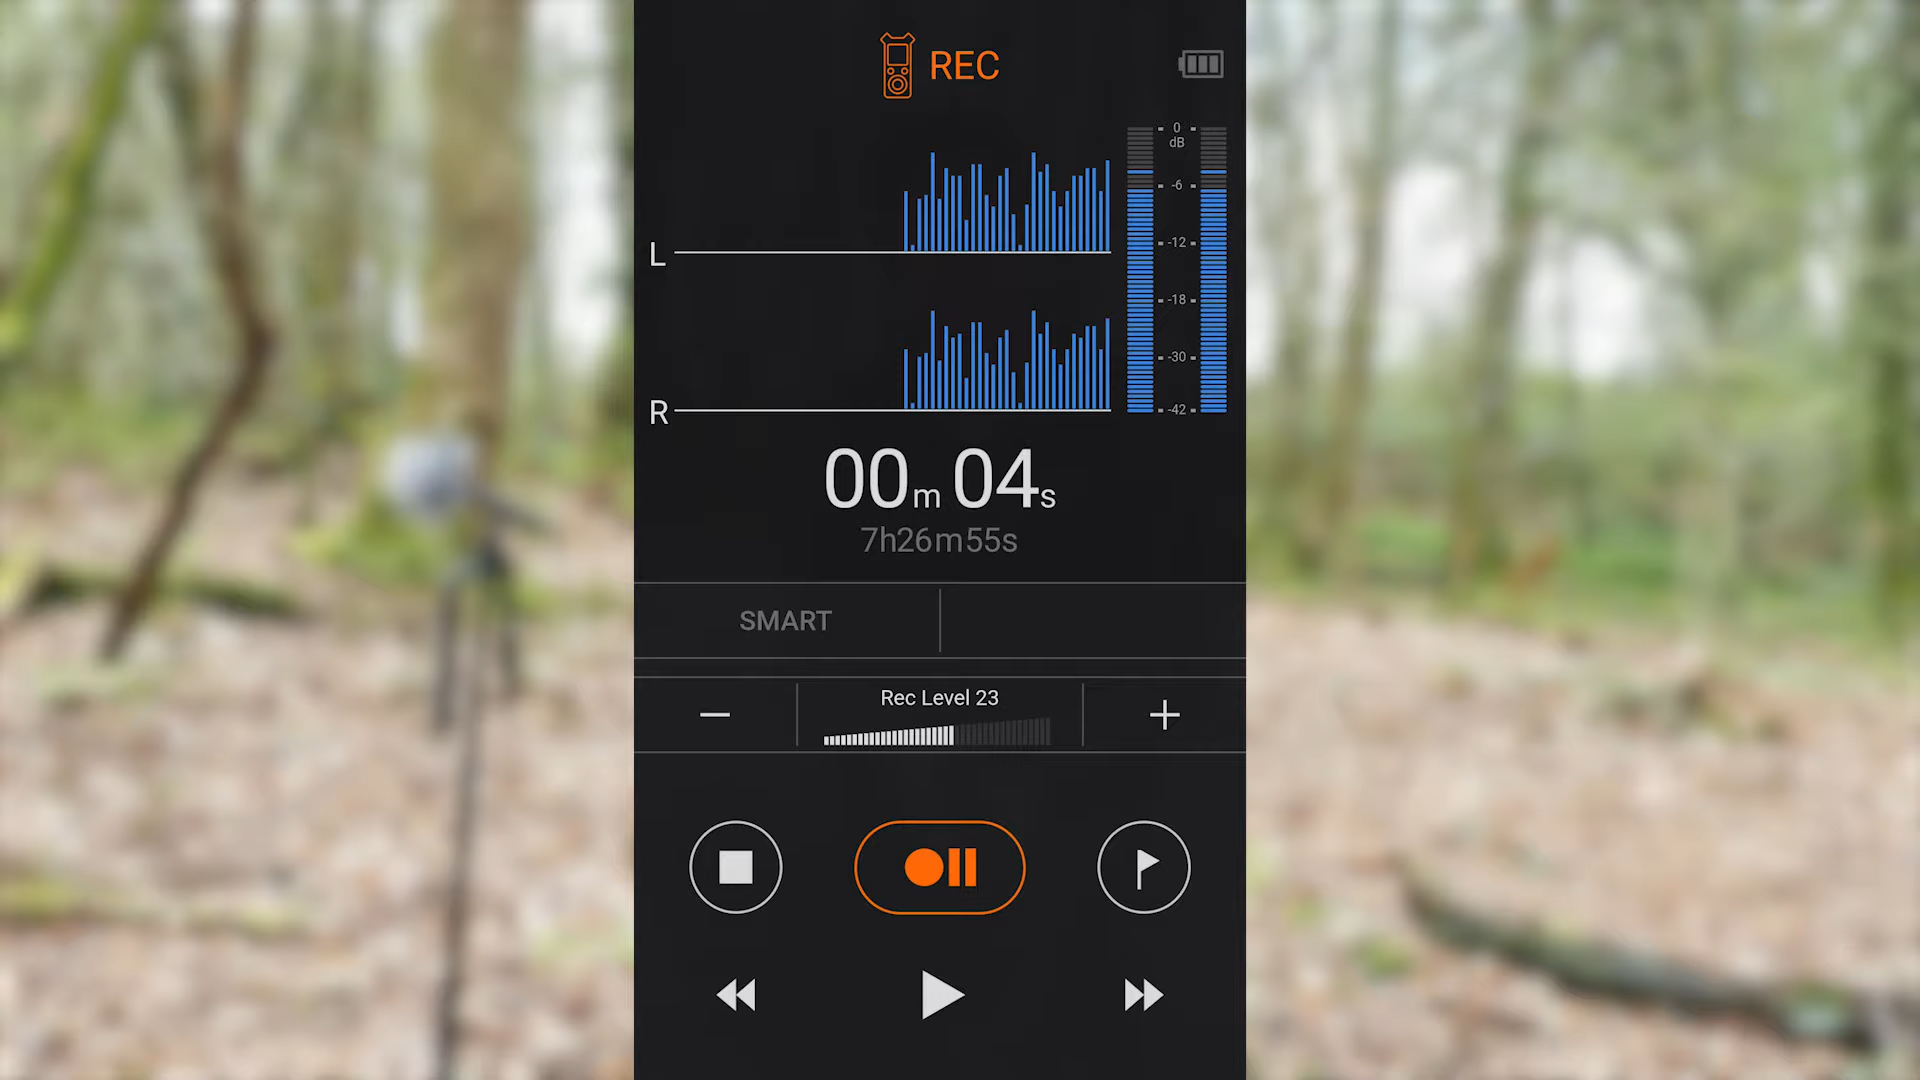 REC
0
dB
-6
-12
-18
-30
-42
L
R
00m 04s
7h26m55s
SMART
Rec Level 23